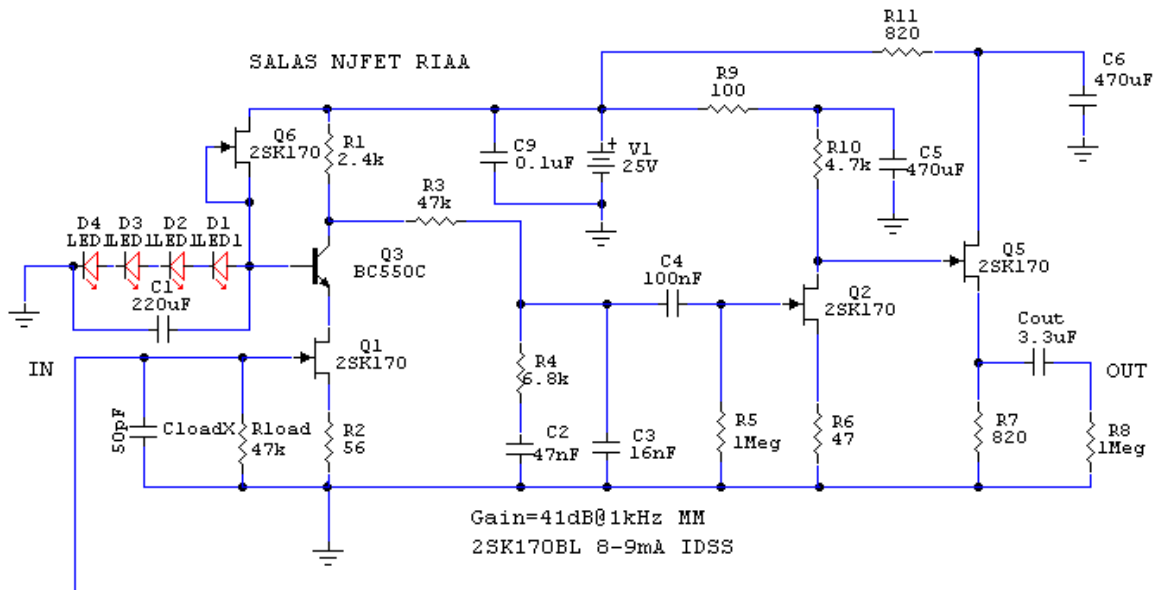 R11
820
SALAS NJFET RIAA
C6
470uF
R9
100
Q6
2SK170
R1
2.4k
C9
0.1uF
V1
25V
R10
4.7k
C5
470uF
R3
47k
D4
LED1
D3
LED1
D2
LED1
D1
LED1
Q3
BC550C
C4
100nF
Q5
2SK170
C1
220uF
Q2
2SK170
Cout
3.3uF
IN
Q1
2SK170
R4
6.8k
OUT
50pF
CloadX
Rload
47k
R2
56
C2
47nF
C3
16nF
R5
1Meg
R6
47
R7
820
R8
1Meg
Gain=41dB@1kHz MM
2SK170BL 8-9mA IDSS